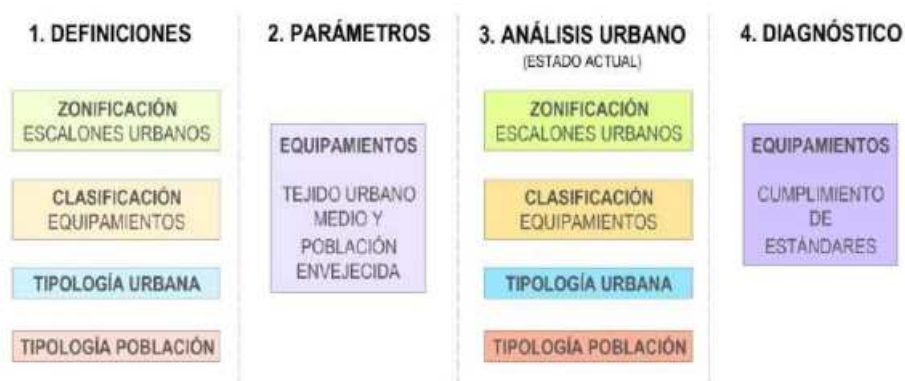 1. DEFINICIONES
ZONIFICACIÓN
ESCALONES URBANOS
CLASIFICACIÓN
EQUIPAMIENTOS
TIPOLOGÍA URBANA
TIPOLOGÍA POBLACIÓN
2. PARÁMETROS
EQUIPAMIENTOS
TEJIDO URBANO
MEDIO Y
POBLACIÓN
ENVEJECIDA
3. ANÁLISIS URBANO
(ESTADO ACTUAL)
ZONIFICACIÓN
ESCALONES URBANOS
CLASIFICACIÓN
EQUIPAMIENTOS
TIPOLOGÍA URBANA
TIPOLOGÍA POBLACIÓN
4. DIAGNÓSTICO
EQUIPAMIENTOS
CUMPLIMIENTO
DE
ESTÁNDARES